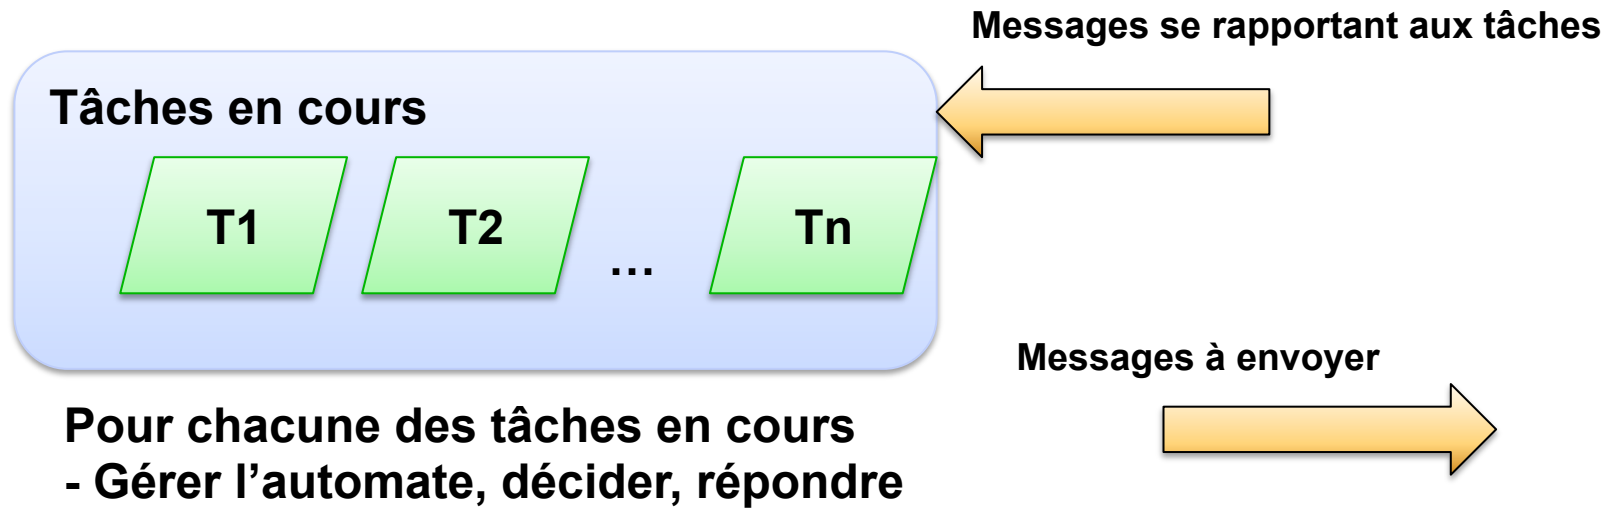 Messages se rapportant aux tâches
Tâches en cours
T1 T2 ... Tn
Messages à envoyer
Pour chacune des tâches en cours
- Gérer l’automate, décider, répondre